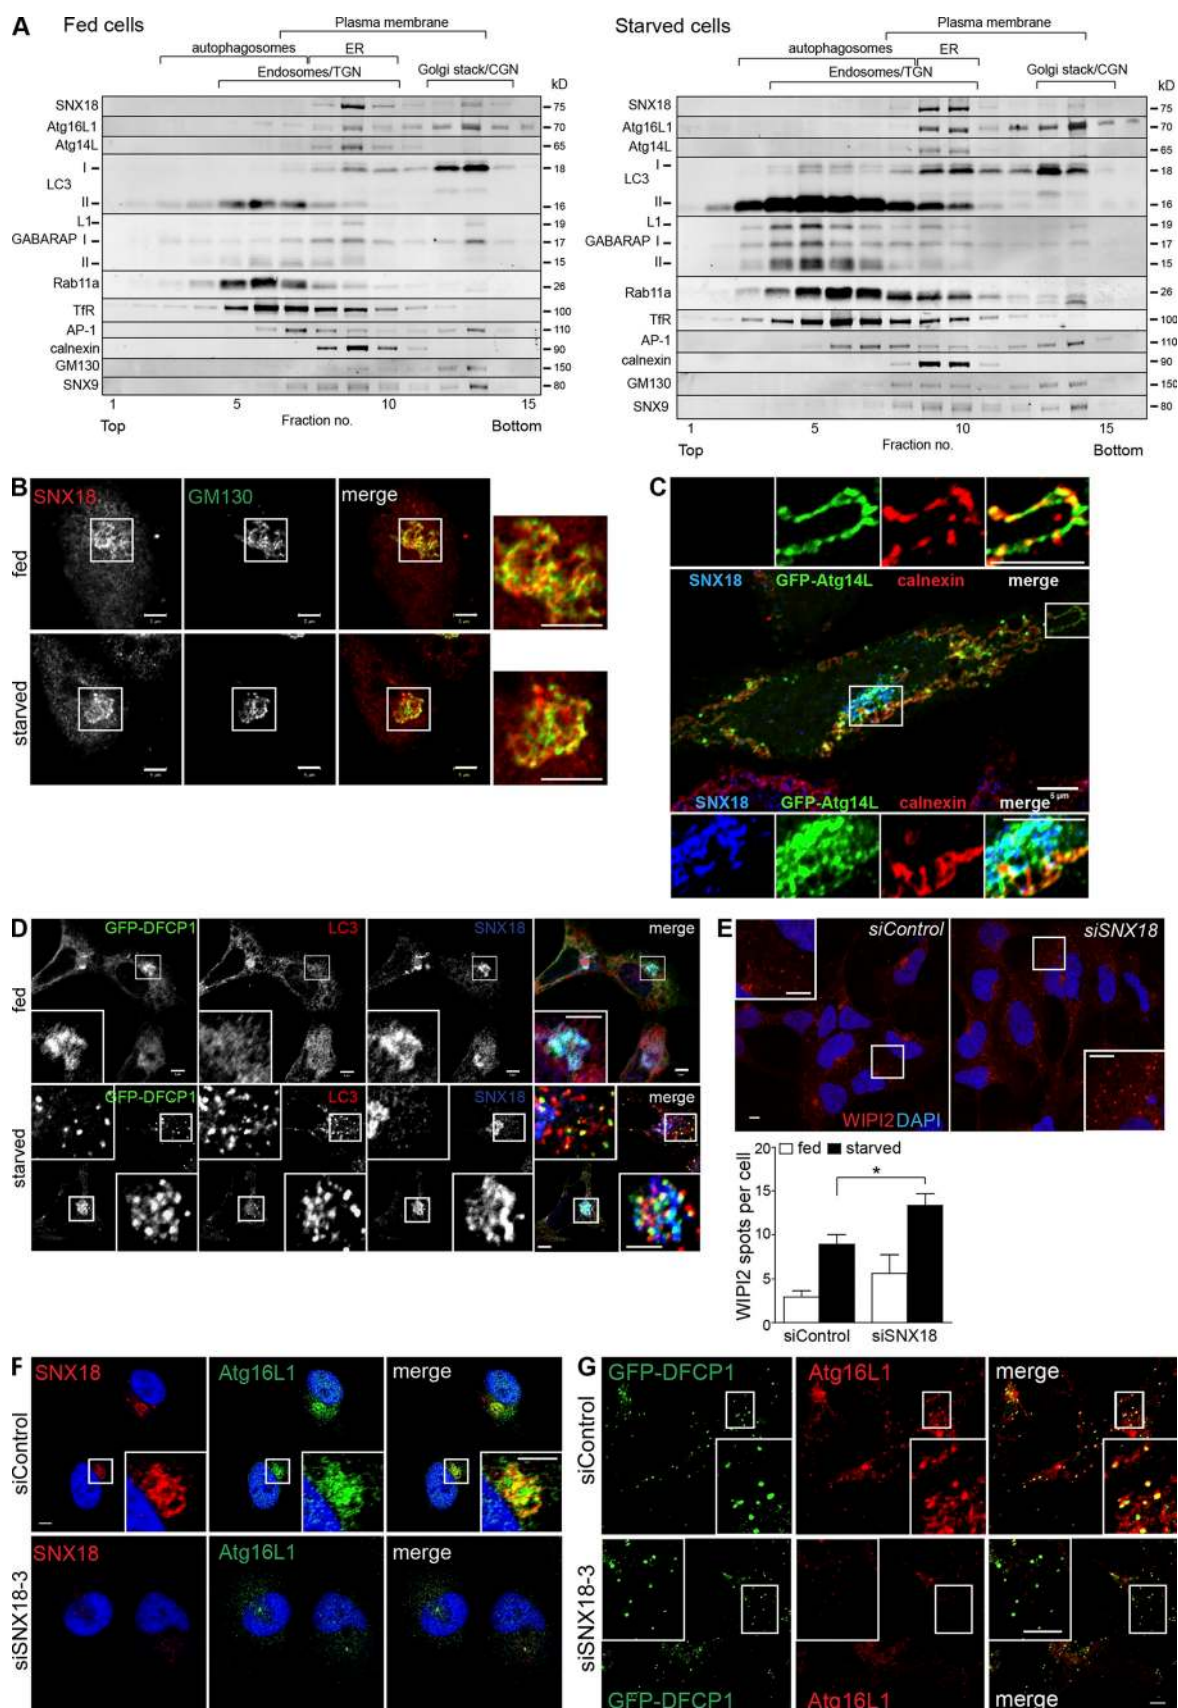 A
Fed cells
Plasma membrane
autophagosomes
ER
Endosomes/TGN
Golgi stack/CGN
kD
SNX18
75
Atg16L1
70
Atg14L
65
I
18
LC3
II
16
L1
19
GABARAP I
17
II
15
Rab11a
26
TfR
100
AP-1
110
calnexin
90
GM130
150
SNX9
80
1 5 10 15
Top Fraction no. Bottom
Starved cells
Plasma membrane
autophagosomes
ER
Endosomes/TGN
Golgi stack/CGN
kD
SNX18
75
Atg16L1
70
Atg14L
65
I
18
LC3
II
16
L1
19
GABARAP I
17
II
15
Rab11a
26
TfR
100
AP-1
110
calnexin
90
GM130
150
SNX9
80
1 5 10 15
Top Fraction no. Bottom
B
SNX18 GM130 merge
fed
starved
C
SNX18 GFP-Atg14L calnexin merge
5 µm
SNX18 GFP-Atg14L calnexin merge
D
GFP-DFCP1 LC3 SNX18 merge
fed
GFP-DFCP1 LC3 SNX18 merge
starved
E
siControl siSNX18
WIPI2 DAPI
fed starved
WIPI2 spots per cell
20
15
10
5
0
*
siControl siSNX18
F
SNX18 Atg16L1 merge
siControl
SNX18 Atg16L1 merge
siSNX18-3
G
GFP-DFCP1 Atg16L1 merge
siControl
siSNX18-3
GFP-DFCP1 Atg16L1 merge